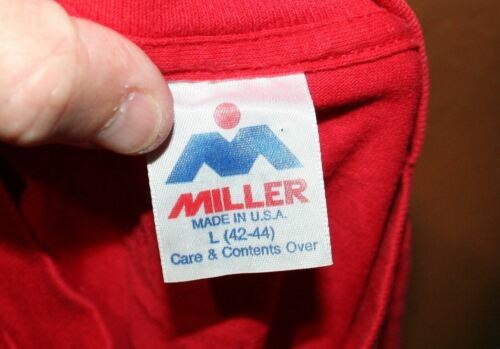 MILLER
MADE IN U.S.A.
L (42-44)
Care & Contents Over